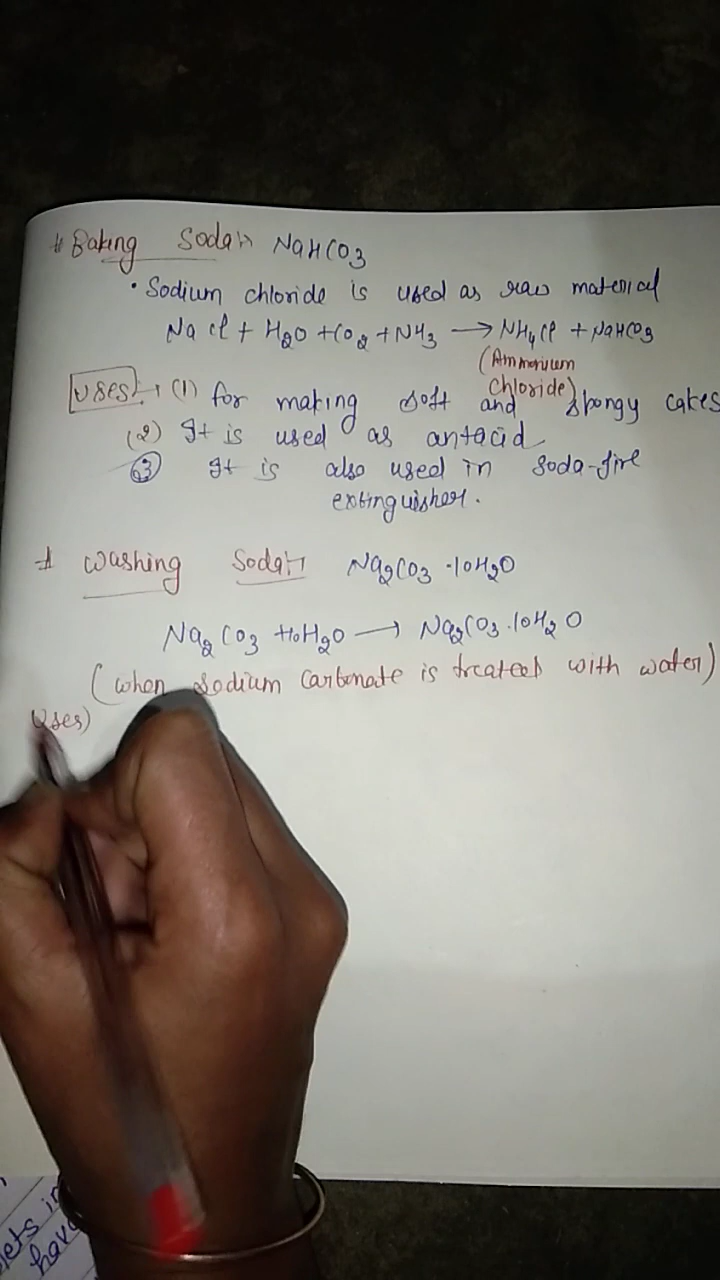 # Baking Soda:→ NaHCO3
• Sodium chloride is used as raw material
NaCl + H2O + CO2 + NH3 → NH4Cl + NaHCO3
(Ammonium
Chloride)
Uses:→ (1) for making soft and spongy cakes
(2) It is used as antacid
(3) It is also used in soda-fire
extinguisher.
# Washing Soda:→ Na2CO3·10H2O
Na2CO3 + 10H2O → Na2CO3·10H2O
(when sodium carbonate is treated with water)
Uses)
lets in
have